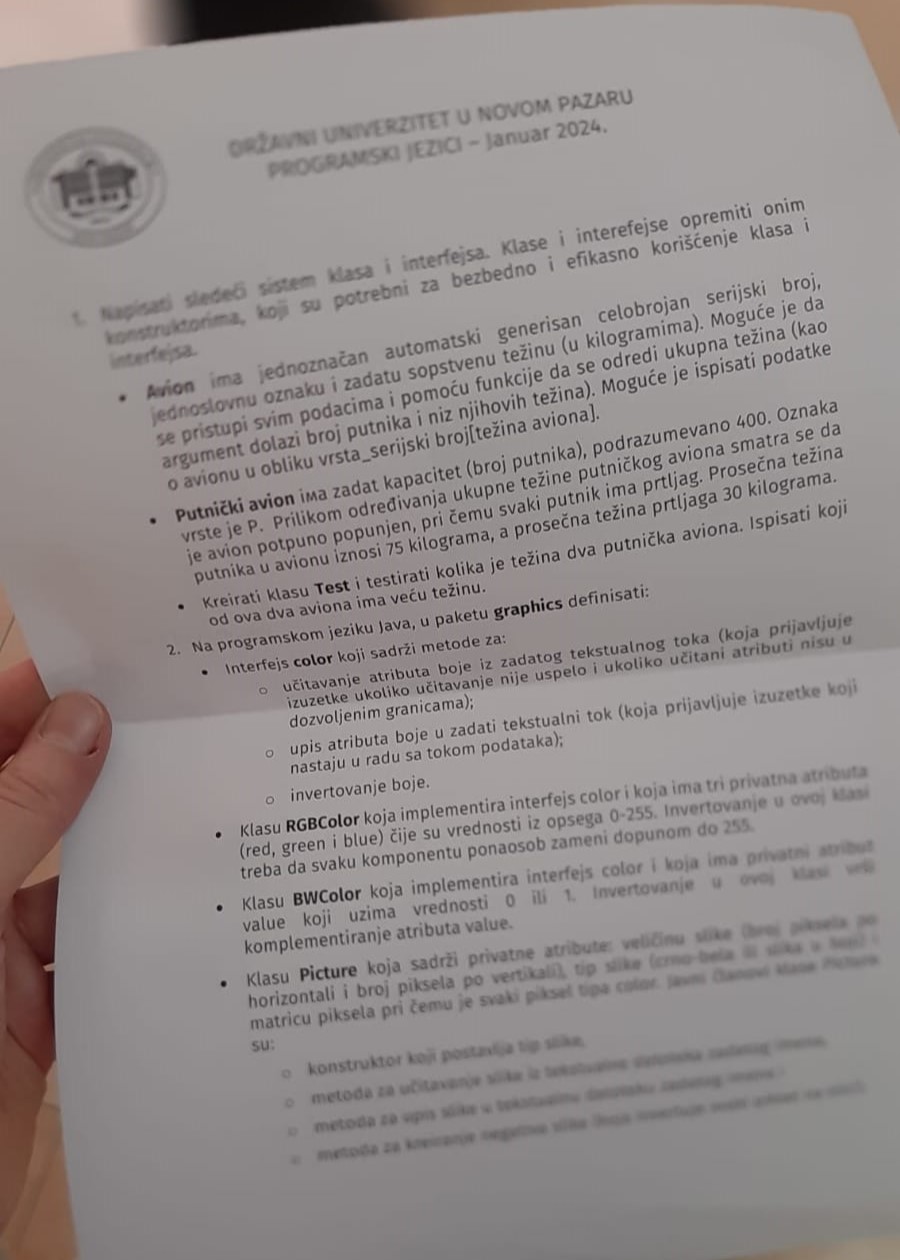 DRŽAVNI UNIVERZITET U NOVOM PAZARU
PROGRAMSKI JEZICI – Januar 2024.
1. Napisati sledeći sistem klasa i interfejsa. Klase i interefejse opremiti onim
konstruktorima, koji su potrebni za bezbedno i efikasno korišćenje klasa i
interfejsa.
• Avion ima jednoznačan automatski generisan celobrojan serijski broj,
jednoslovnu oznaku i zadatu sopstvenu težinu (u kilogramima). Moguće je da
se pristupi svim podacima i pomoću funkcije da se odredi ukupna težina (kao
argument dolazi broj putnika i niz njihovih težina). Moguće je ispisati podatke
o avionu u obliku vrsta_serijski broj[težina aviona].
• Putnički avion ima zadat kapacitet (broj putnika), podrazumevano 400. Oznaka
vrste je P. Prilikom određivanja ukupne težine putničkog aviona smatra se da
je avion potpuno popunjen, pri čemu svaki putnik ima prtljag. Prosečna težina
putnika u avionu iznosi 75 kilograma, a prosečna težina prtljaga 30 kilograma.
• Kreirati klasu Test i testirati kolika je težina dva putnička aviona. Ispisati koji
od ova dva aviona ima veću težinu.
2. Na programskom jeziku Java, u paketu graphics definisati:
• Interfejs color koji sadrži metode za:
○ učitavanje atributa boje iz zadatog tekstualnog toka (koja prijavljuje
izuzetke ukoliko učitavanje nije uspelo i ukoliko učitani atributi nisu u
dozvoljenim granicama);
○ upis atributa boje u zadati tekstualni tok (koja prijavljuje izuzetke koji
nastaju u radu sa tokom podataka);
○ invertovanje boje.
• Klasu RGBColor koja implementira interfejs color i koja ima tri privatna atributa
(red, green i blue) čije su vrednosti iz opsega 0-255. Invertovanje u ovoj klasi
treba da svaku komponentu ponaosob zameni dopunom do 255.
• Klasu BWColor koja implementira interfejs color i koja ima privatni atribut
value koji uzima vrednosti 0 ili 1. Invertovanje u ovoj klasi vrši
komplementiranje atributa value.
• Klasu Picture koja sadrži privatne atribute: veličinu slike (broj piksela po
horizontali i broj piksela po vertikali), tip slike (crno-bela ili slika u boji) i
matricu piksela pri čemu je svaki piksel tipa color. Javni članovi klase Picture
su:
○ konstruktor koji postavlja tip slike,
○ metoda za učitavanje slike iz tekstualne datoteke zadatog imena,
○ metoda za upis slike u tekstualnu datoteku zadatog imena
○ metoda za kreiranje negativa slike